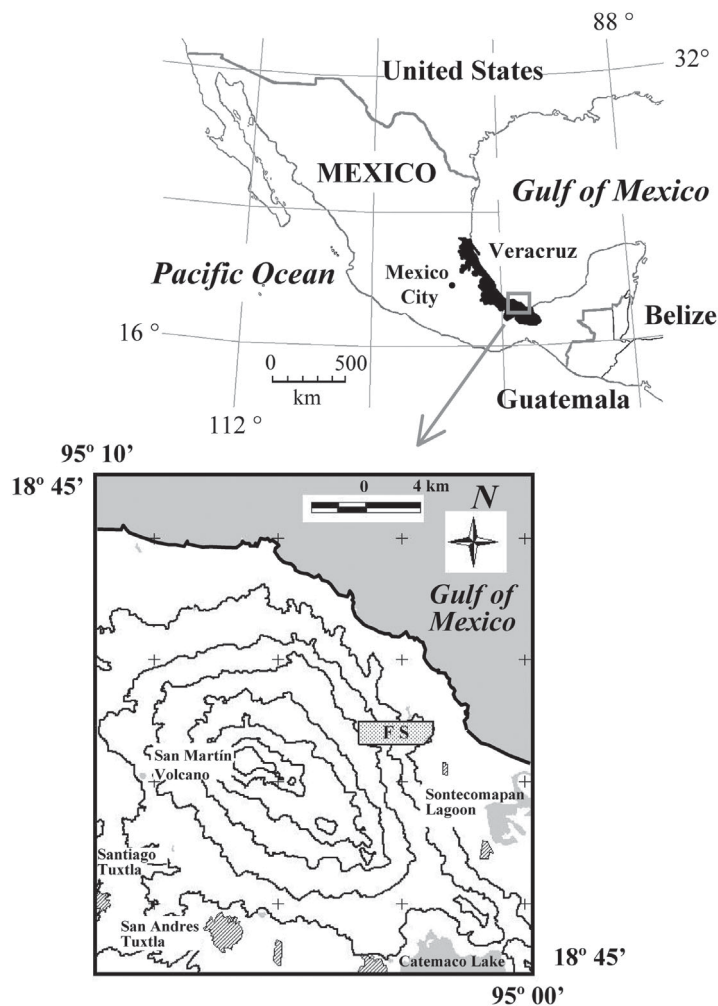 88 °
32 °
United States
MEXICO
Gulf of Mexico
Pacific Ocean
Veracruz
Mexico
City
Belize
16 °
0 500
km
Guatemala
112 °
95º 10’
18º 45’
0 4 km
N
Gulf of
Mexico
F S
San Martín
Volcano
Sontecomapan
Lagoon
Santiago
Tuxtla
San Andres
Tuxtla
Catemaco Lake
18º 45’
95º 00’